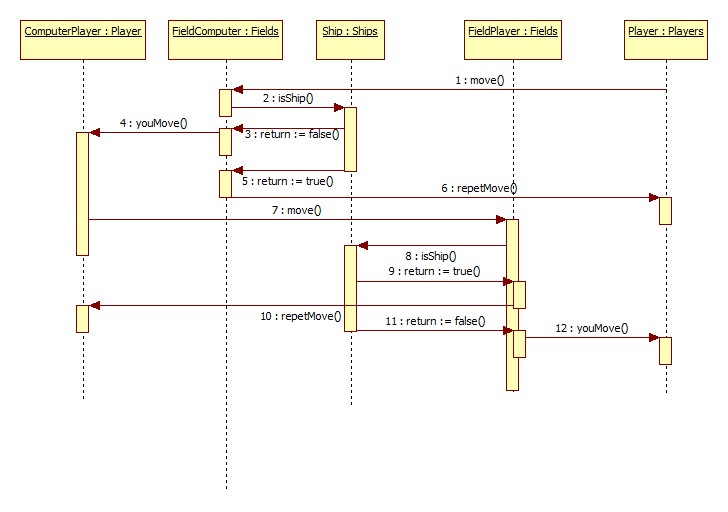 ComputerPlayer : Player
FieldComputer : Fields
Ship : Ships
FieldPlayer : Fields
Player : Players
1 : move()
2 : isShip()
4 : youMove()
3 : return := false()
5 : return := true()
6 : repetMove()
7 : move()
8 : isShip()
9 : return := true()
10 : repetMove()
11 : return := false()
12 : youMove()